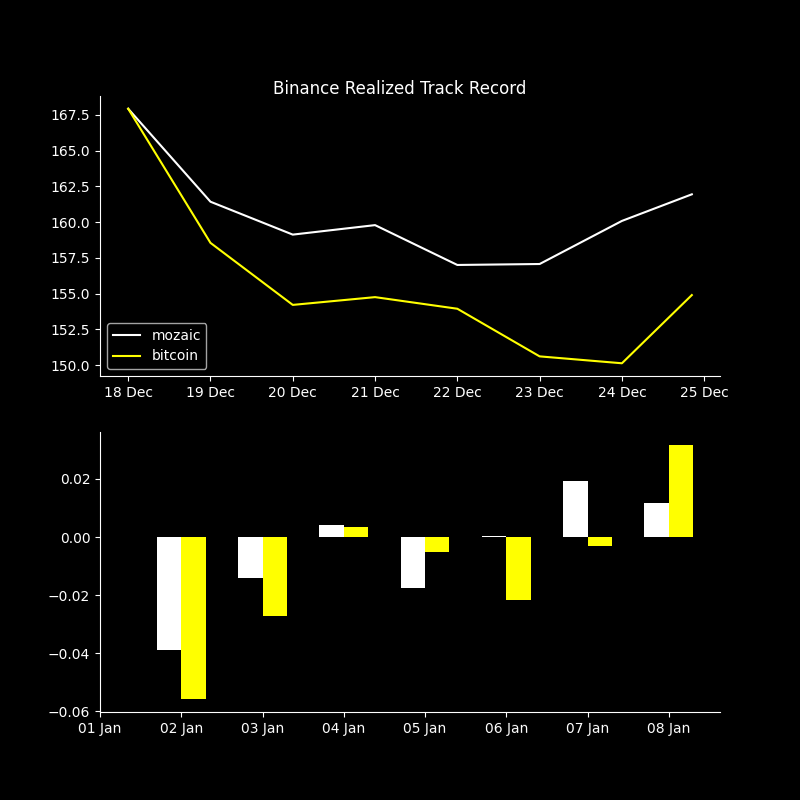 Binance Realized Track Record
167.5
165.0
162.5
160.0
157.5
155.0
152.5
150.0
mozaic
bitcoin
18 Dec 19 Dec 20 Dec 21 Dec 22 Dec 23 Dec 24 Dec 25 Dec
0.02
0.00
−0.02
−0.04
−0.06
01 Jan 02 Jan 03 Jan 04 Jan 05 Jan 06 Jan 07 Jan 08 Jan